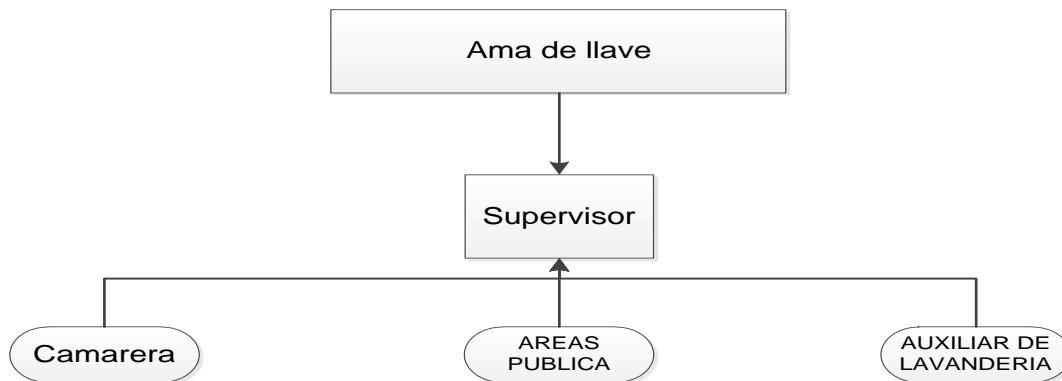 Ama de llave
Supervisor
Camarera
AREAS
PUBLICA
AUXILIAR DE
LAVANDERIA